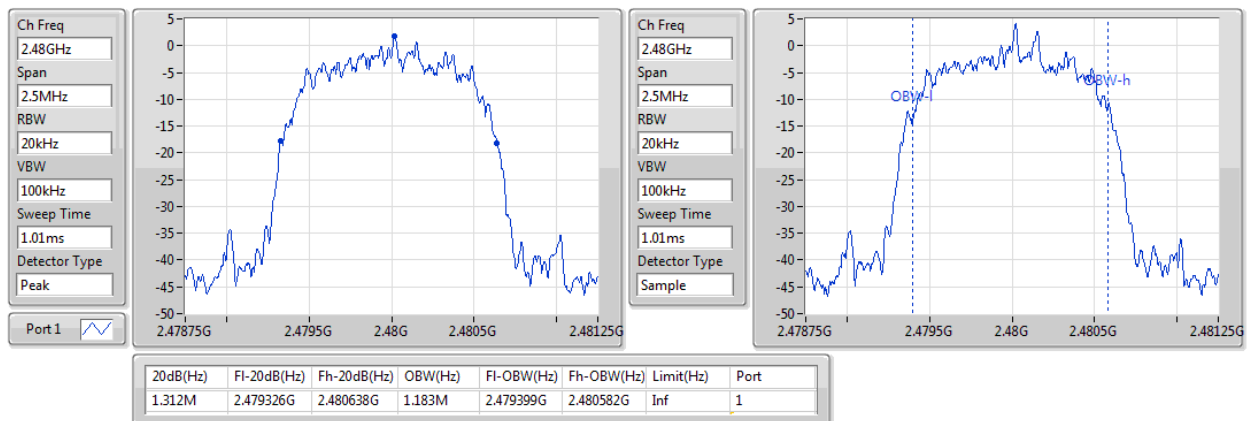 Ch Freq
2.48GHz
Span
2.5MHz
RBW
20kHz
VBW
100kHz
Sweep Time
1.01ms
Detector Type
Peak
Port 1
5
0
-5
-10
-15
-20
-25
-30
-35
-40
-45
-50
2.47875G 2.4795G 2.48G 2.4805G 2.48125G
Ch Freq
2.48GHz
Span
2.5MHz
RBW
20kHz
VBW
100kHz
Sweep Time
1.01ms
Detector Type
Sample
5
0
-5
-10
-15
-20
-25
-30
-35
-40
-45
-50
OBW-l
OBW-h
2.47875G 2.4795G 2.48G 2.4805G 2.48125G
20dB(Hz) Fl-20dB(Hz) Fh-20dB(Hz) OBW(Hz) Fl-OBW(Hz) Fh-OBW(Hz) Limit(Hz) Port
1.312M 2.479326G 2.480638G 1.183M 2.479399G 2.480582G Inf 1